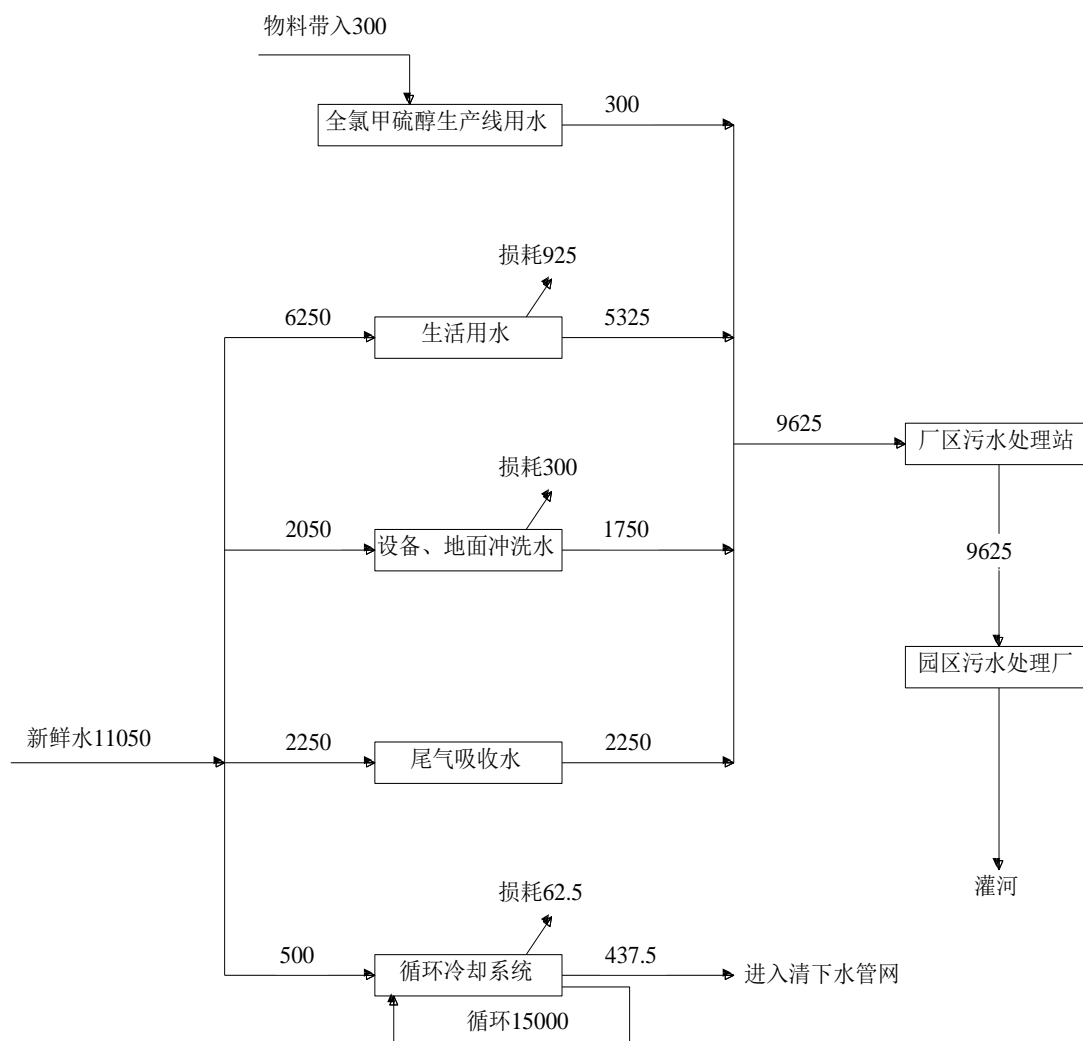 物料带入300
全氯甲硫醇生产线用水
300
损耗925
6250
生活用水
5325
9625
厂区污水处理站
损耗300
2050
设备、地面冲洗水
1750
9625
园区污水处理厂
新鲜水11050
2250
尾气吸收水
2250
灌河
损耗62.5
500
循环冷却系统
437.5
进入清下水管网
循环15000